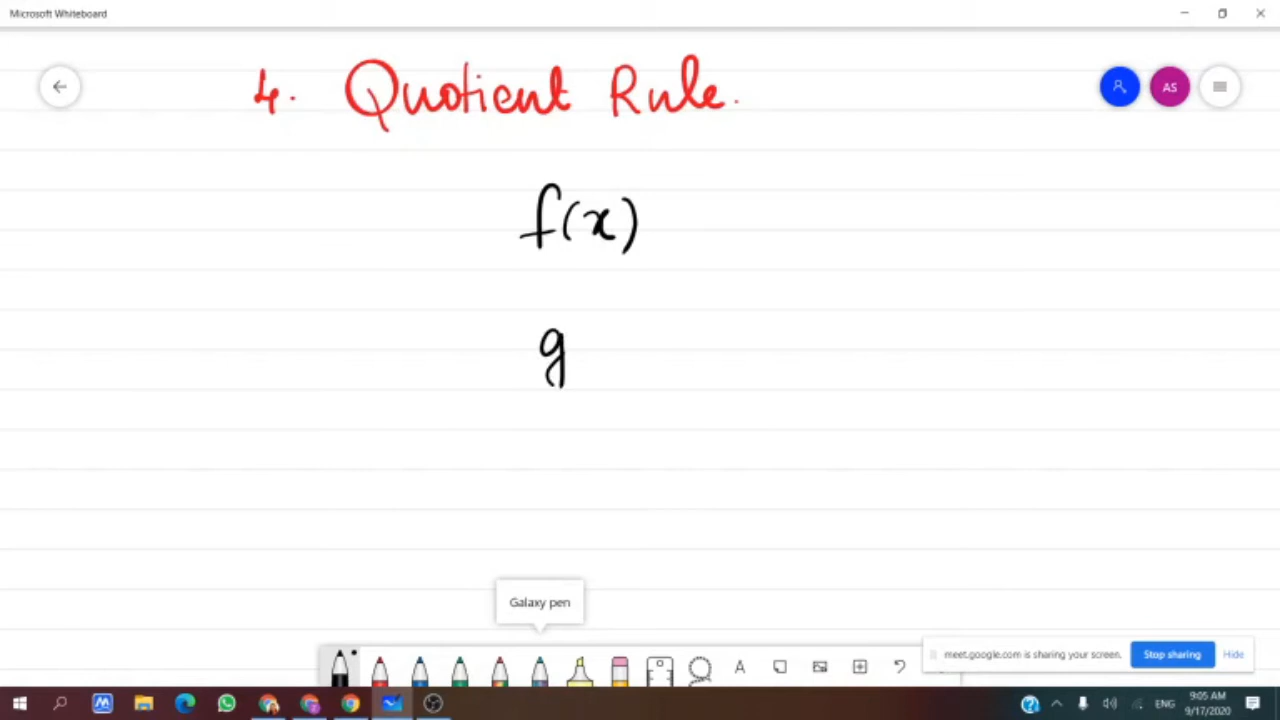 Microsoft Whiteboard
4. Quotient Rule.
AS
f(x)
g
Galaxy pen
A
meet.google.com is sharing your screen.
Stop sharing
Hide
ENG
9:05 AM
9/17/2020